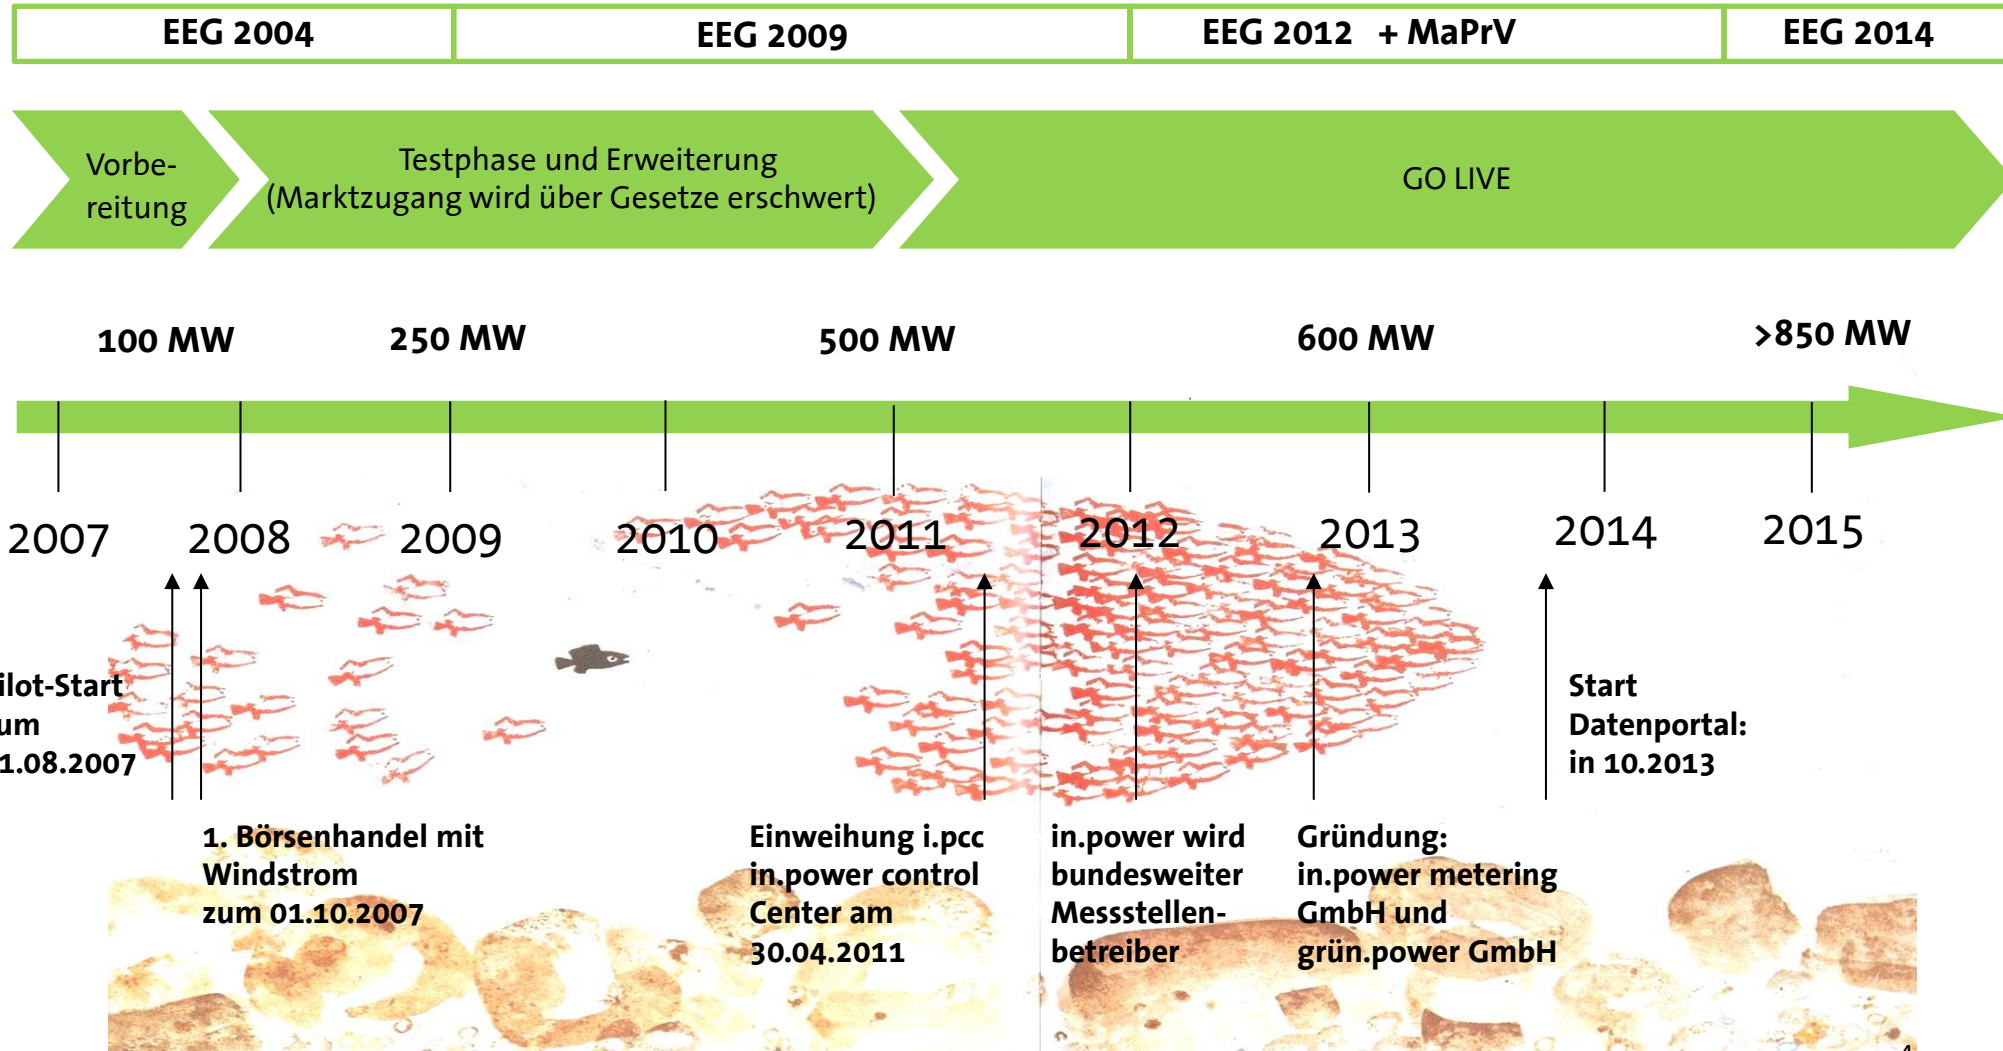 EEG 2004
EEG 2009
EEG 2012 + MaPrV
EEG 2014
Vorbe-
reitung
Testphase und Erweiterung
(Marktzugang wird über Gesetze erschwert)
GO LIVE
100 MW
250 MW
500 MW
600 MW
>850 MW
2007
2008
2009
2010
2011
2012
2013
2014
2015
ilot-Start
um
1.08.2007
1. Börsenhandel mit
Windstrom
zum 01.10.2007
Einweihung i.pcc
in.power control
Center am
30.04.2011
in.power wird
bundesweiter
Messstellen-
betreiber
Gründung:
in.power metering
GmbH und
grün.power GmbH
Start
Datenportal:
in 10.2013